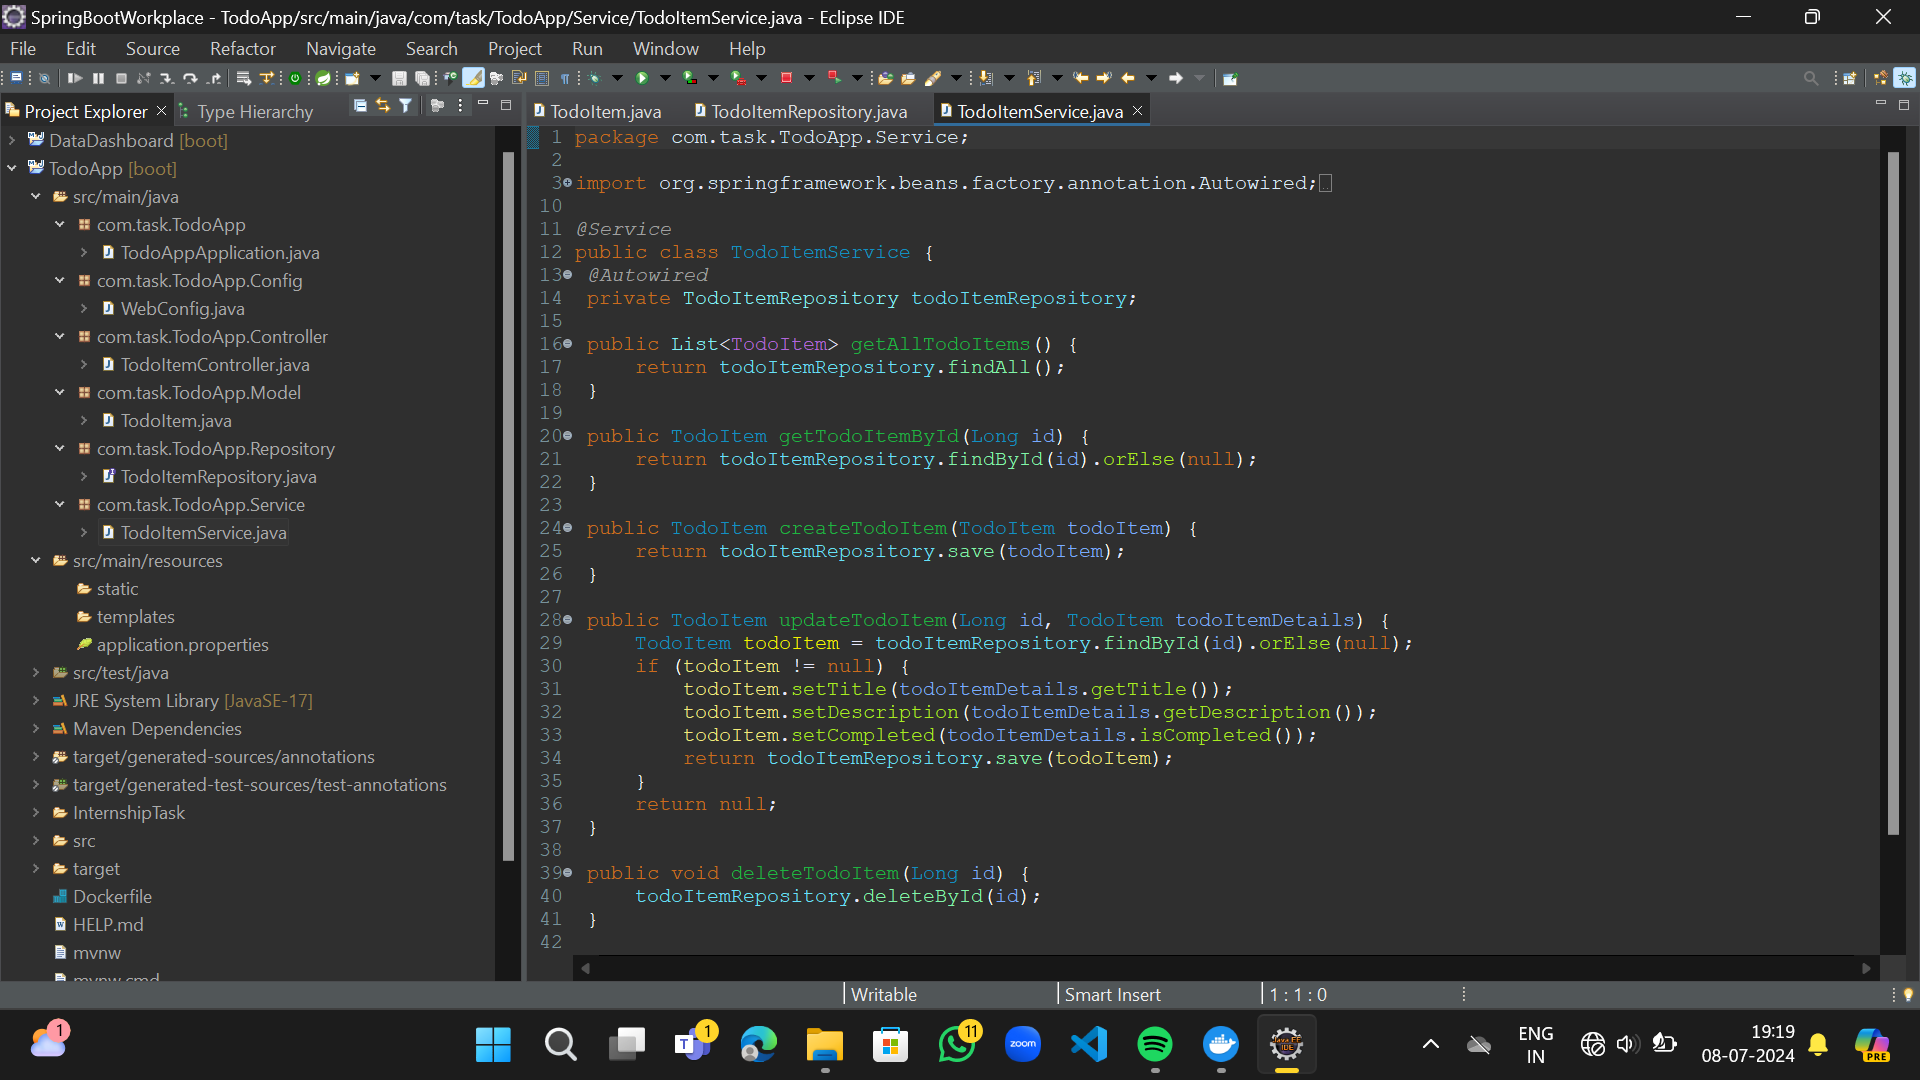 SpringBootWorkplace - TodoApp/src/main/java/com/task/TodoApp/Service/TodoItemService.java - Eclipse IDE
File Edit Source Refactor Navigate Search Project Run Window Help
Project Explorer
Type Hierarchy
DataDashboard [boot]
TodoApp [boot]
src/main/java
com.task.TodoApp
TodoAppApplication.java
com.task.TodoApp.Config
WebConfig.java
com.task.TodoApp.Controller
TodoItemController.java
com.task.TodoApp.Model
TodoItem.java
com.task.TodoApp.Repository
TodoItemRepository.java
com.task.TodoApp.Service
TodoItemService.java
src/main/resources
static
templates
application.properties
src/test/java
JRE System Library [JavaSE-17]
Maven Dependencies
target/generated-sources/annotations
target/generated-test-sources/test-annotations
InternshipTask
src
target
Dockerfile
HELP.md
mvnw
mvnw.cmd
TodoItem.java TodoItemRepository.java TodoItemService.java
1 package com.task.TodoApp.Service;
2
3 import org.springframework.beans.factory.annotation.Autowired;
10
11 @Service
12 public class TodoItemService {
13 @Autowired
14 private TodoItemRepository todoItemRepository;
15
16 public List<TodoItem> getAllTodoItems() {
17 return todoItemRepository.findAll();
18 }
19
20 public TodoItem getTodoItemById(Long id) {
21 return todoItemRepository.findById(id).orElse(null);
22 }
23
24 public TodoItem createTodoItem(TodoItem todoItem) {
25 return todoItemRepository.save(todoItem);
26 }
27
28 public TodoItem updateTodoItem(Long id, TodoItem todoItemDetails) {
29 TodoItem todoItem = todoItemRepository.findById(id).orElse(null);
30 if (todoItem != null) {
31 todoItem.setTitle(todoItemDetails.getTitle());
32 todoItem.setDescription(todoItemDetails.getDescription());
33 todoItem.setCompleted(todoItemDetails.isCompleted());
34 return todoItemRepository.save(todoItem);
35 }
36 return null;
37 }
38
39 public void deleteTodoItem(Long id) {
40 todoItemRepository.deleteById(id);
41 }
42
Writable
Smart Insert
1 : 1 : 0
1
T
1
11
zoom
Java EE
IDE
ENG
IN
19:19
08-07-2024
PRE